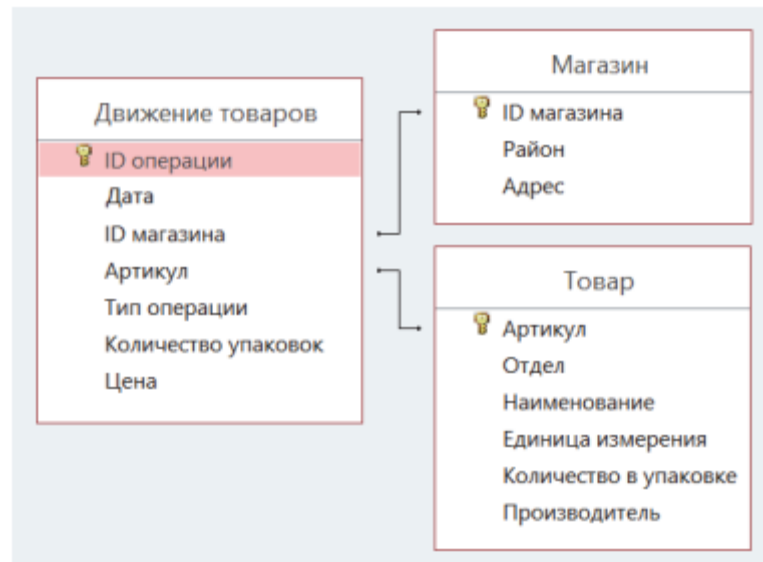 Движение товаров
ID операции
Дата
ID магазина
Артикул
Тип операции
Количество упаковок
Цена
Магазин
ID магазина
Район
Адрес
Товар
Артикул
Отдел
Наименование
Единица измерения
Количество в упаковке
Производитель